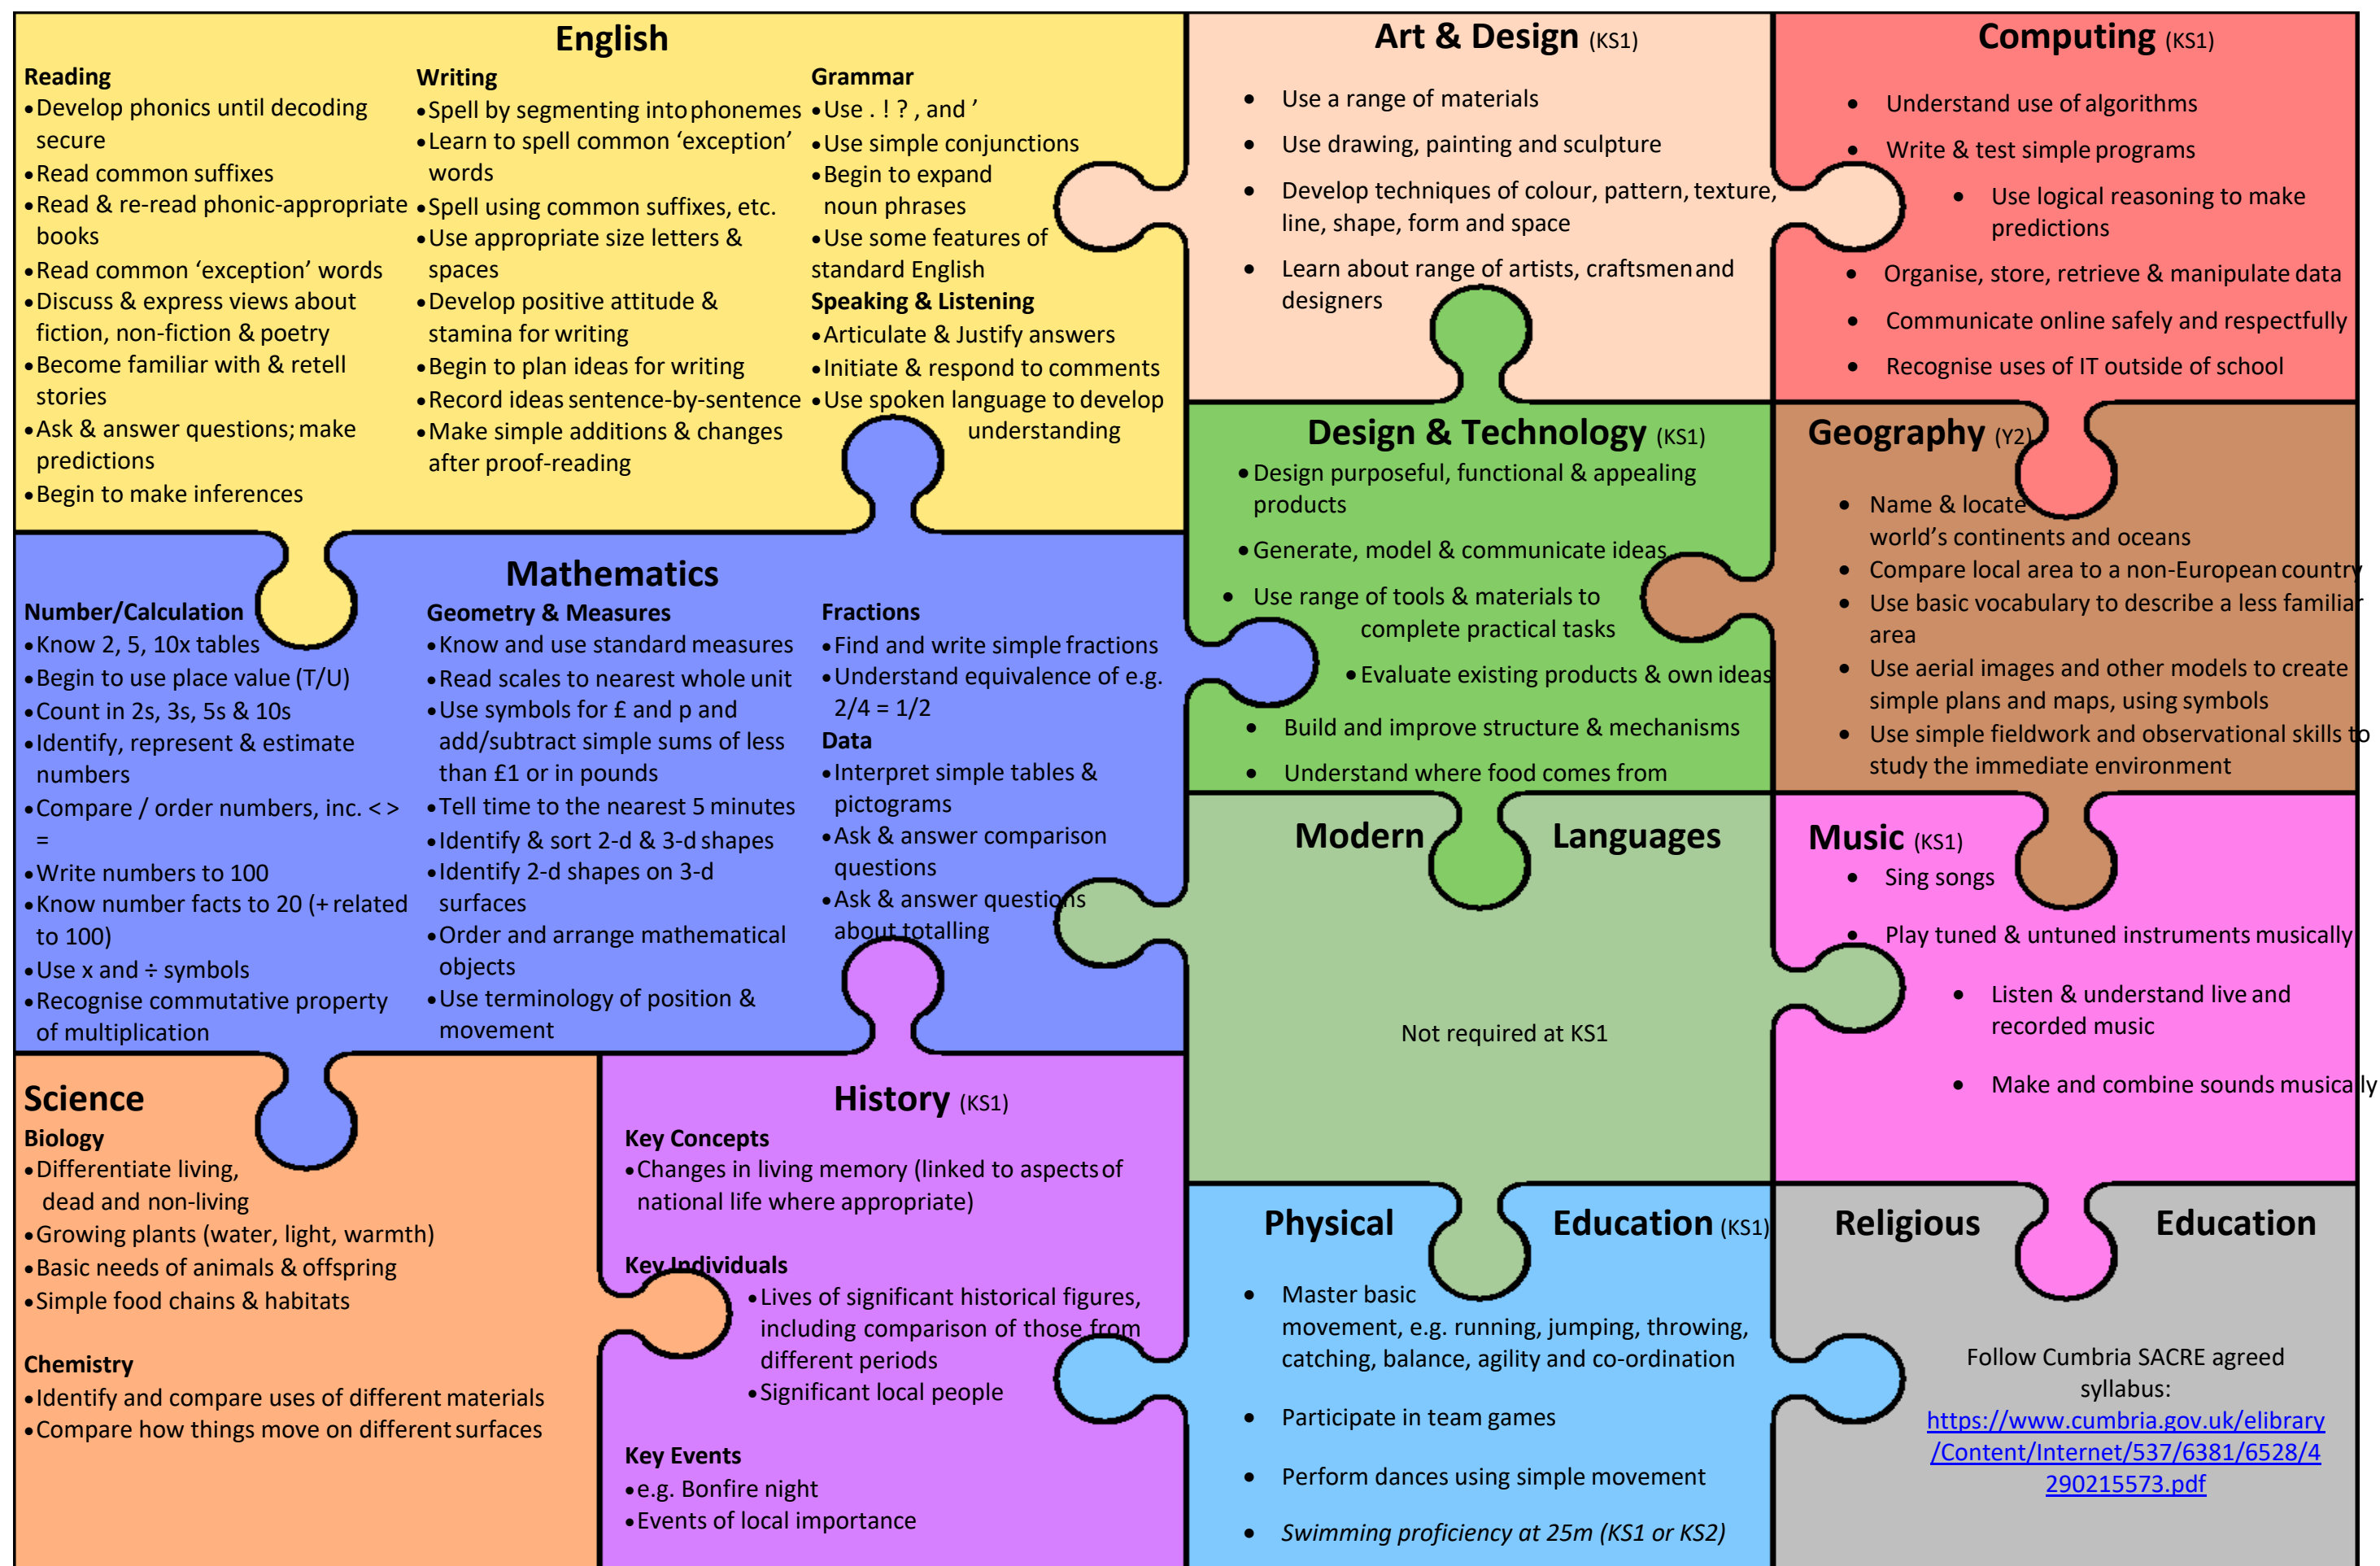 English
Reading
•Develop phonics until decoding
secure
•Read common suffixes
•Read & re-read phonic-appropriate
books
•Read common ‘exception’ words
•Discuss & express views about
fiction, non-fiction & poetry
•Become familiar with & retell
stories
•Ask & answer questions; make
predictions
•Begin to make inferences
Writing
•Spell by segmenting into phonemes
•Learn to spell common ‘exception’
words
•Spell using common suffixes, etc.
•Use appropriate size letters &
spaces
•Develop positive attitude &
stamina for writing
•Begin to plan ideas for writing
•Record ideas sentence-by-sentence
•Make simple additions & changes
after proof-reading
Grammar
•Use . ! ? , and ’
•Use simple conjunctions
•Begin to expand
noun phrases
•Use some features of
standard English
Speaking & Listening
•Articulate & Justify answers
•Initiate & respond to comments
•Use spoken language to develop
understanding
Art & Design (KS1)
• Use a range of materials
• Use drawing, painting and sculpture
• Develop techniques of colour, pattern, texture,
line, shape, form and space
• Learn about range of artists, craftsmen and
designers
Computing (KS1)
• Understand use of algorithms
• Write & test simple programs
• Use logical reasoning to make
predictions
• Organise, store, retrieve & manipulate data
• Communicate online safely and respectfully
• Recognise uses of IT outside of school
Mathematics
Number/Calculation
•Know 2, 5, 10x tables
•Begin to use place value (T/U)
•Count in 2s, 3s, 5s & 10s
•Identify, represent & estimate
numbers
•Compare / order numbers, inc. < >
=
•Write numbers to 100
•Know number facts to 20 (+ related
to 100)
•Use x and ÷ symbols
•Recognise commutative property
of multiplication
Geometry & Measures
•Know and use standard measures
•Read scales to nearest whole unit
•Use symbols for £ and p and
add/subtract simple sums of less
than £1 or in pounds
•Tell time to the nearest 5 minutes
•Identify & sort 2-d & 3-d shapes
•Identify 2-d shapes on 3-d
surfaces
•Order and arrange mathematical
objects
•Use terminology of position &
movement
Fractions
•Find and write simple fractions
•Understand equivalence of e.g.
2/4 = 1/2
Data
•Interpret simple tables &
pictograms
•Ask & answer comparison
questions
•Ask & answer questions
about totalling
Design & Technology (KS1)
•Design purposeful, functional & appealing
products
•Generate, model & communicate ideas
• Use range of tools & materials to
complete practical tasks
•Evaluate existing products & own ideas
• Build and improve structure & mechanisms
• Understand where food comes from
Geography (Y2)
• Name & locate
world’s continents and oceans
• Compare local area to a non-European country
• Use basic vocabulary to describe a less familiar
area
• Use aerial images and other models to create
simple plans and maps, using symbols
• Use simple fieldwork and observational skills to
study the immediate environment
Modern Languages
Not required at KS1
Music (KS1)
• Sing songs
• Play tuned & untuned instruments musically
• Listen & understand live and
recorded music
• Make and combine sounds musically
Science
Biology
•Differentiate living,
dead and non-living
•Growing plants (water, light, warmth)
•Basic needs of animals & offspring
•Simple food chains & habitats
Chemistry
•Identify and compare uses of different materials
•Compare how things move on different surfaces
History (KS1)
Key Concepts
•Changes in living memory (linked to aspects of
national life where appropriate)
Key Individuals
•Lives of significant historical figures,
including comparison of those from
different periods
•Significant local people
Key Events
•e.g. Bonfire night
•Events of local importance
Physical Education (KS1)
• Master basic
movement, e.g. running, jumping, throwing,
catching, balance, agility and co-ordination
• Participate in team games
• Perform dances using simple movement
• Swimming proficiency at 25m (KS1 or KS2)
Religious Education
Follow Cumbria SACRE agreed
syllabus:
https://www.cumbria.gov.uk/elibrary
/Content/Internet/537/6381/6528/4
290215573.pdf